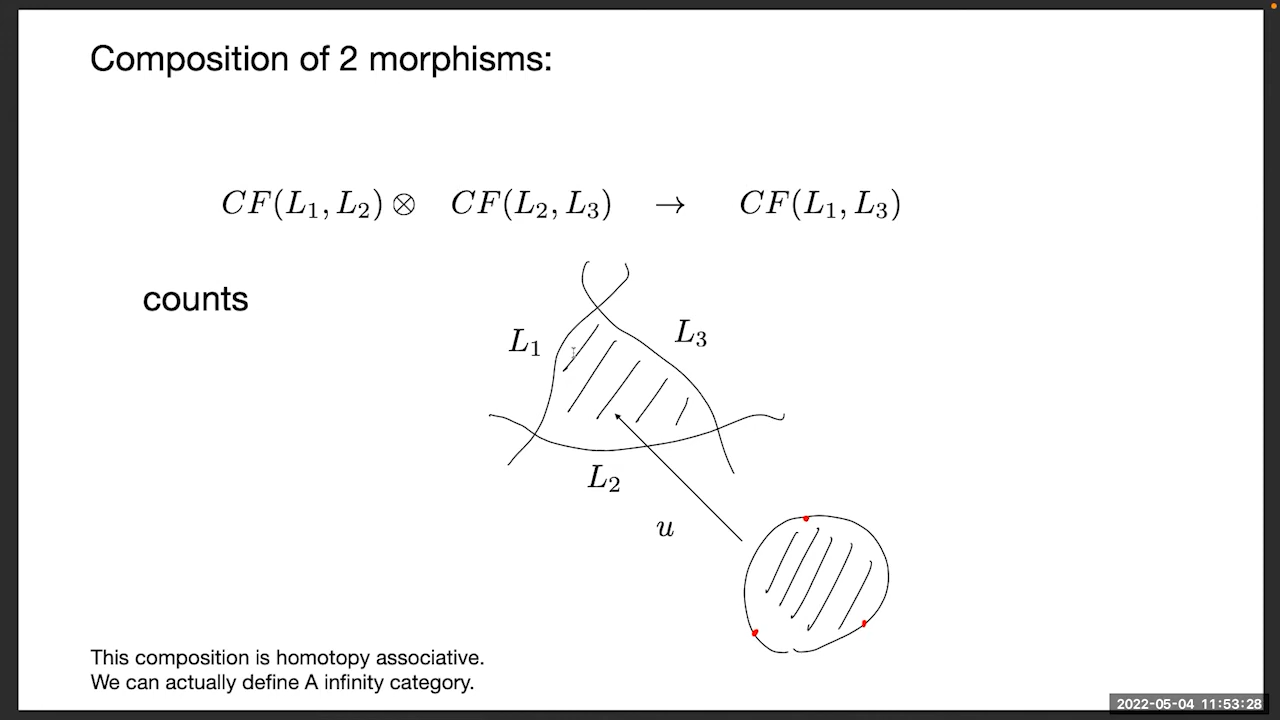 Composition of 2 morphisms:
CF(L₁, L₂) ⊗ CF(L₂, L₃) → CF(L₁, L₃)
counts
L₁
L₃
L₂
u
This composition is homotopy associative.
We can actually define A infinity category.
2022-05-04 11:53:28